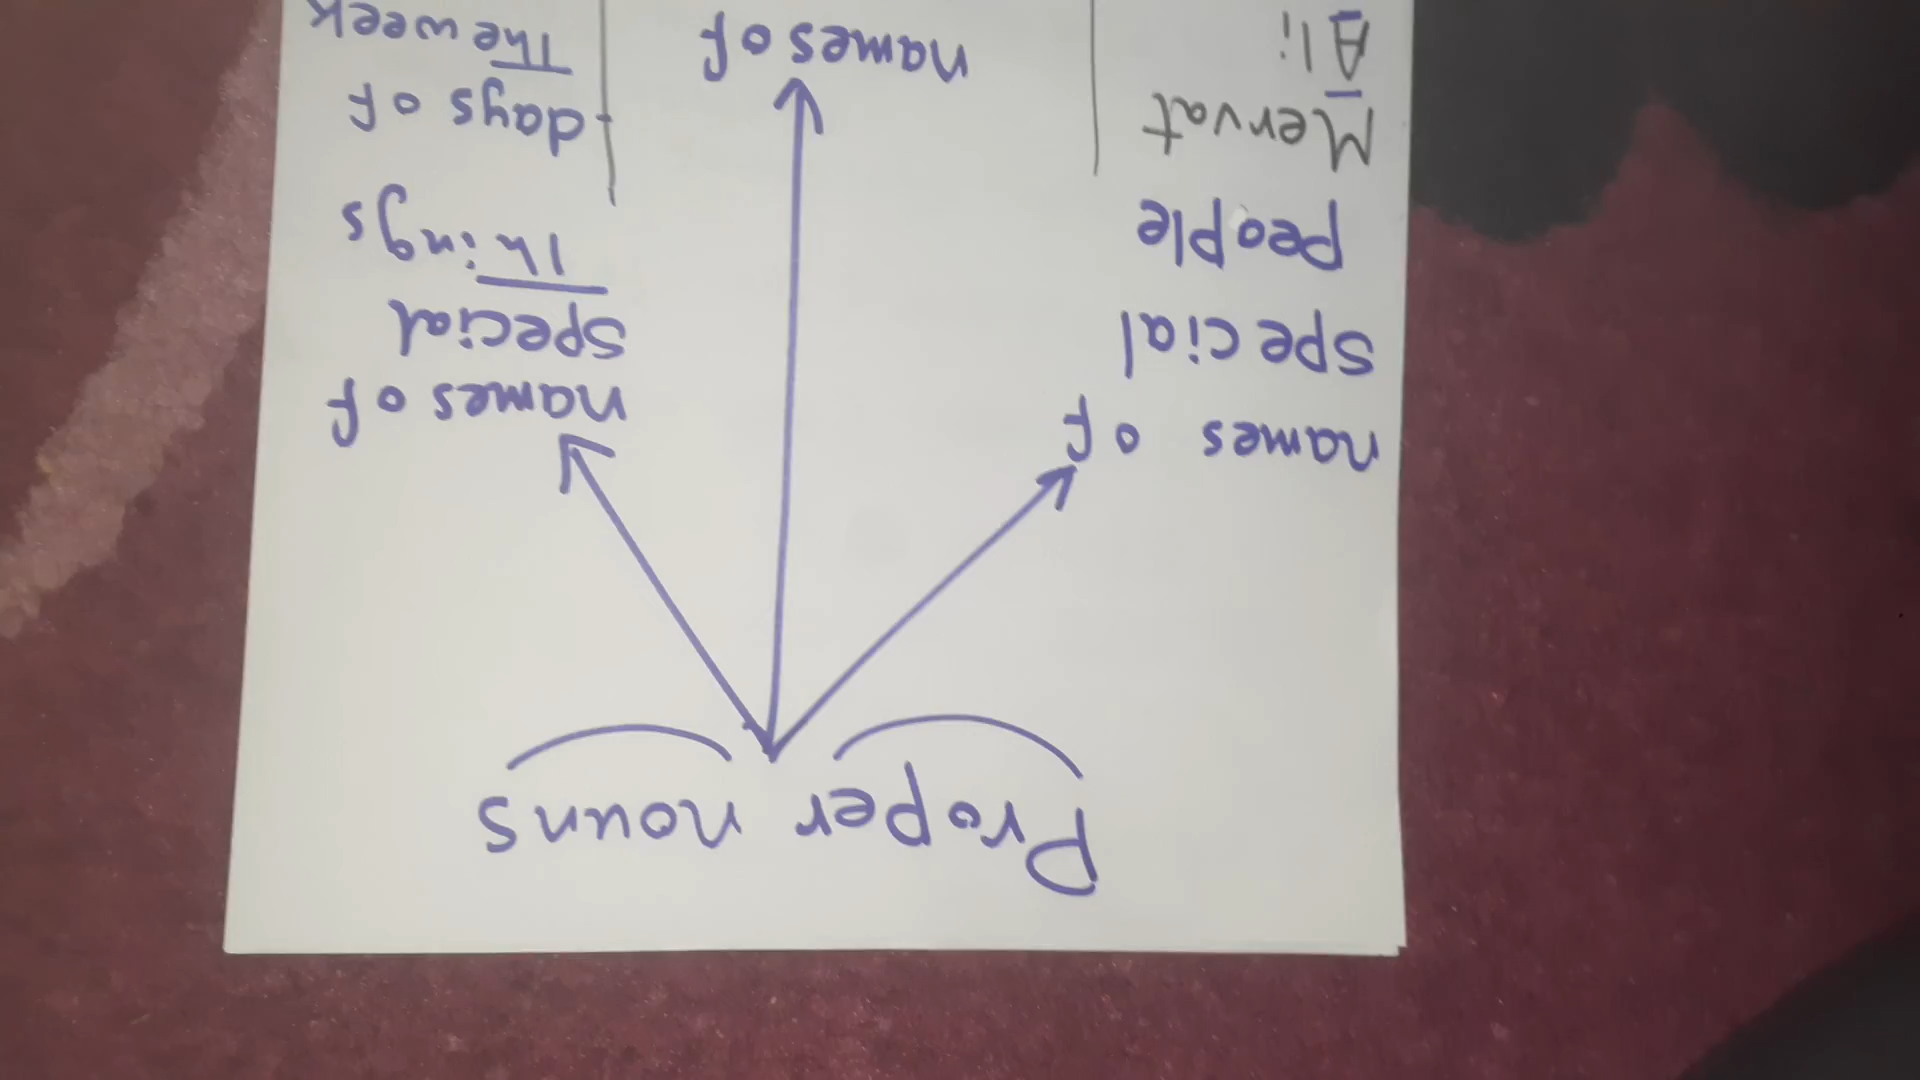 Proper nouns
names of
special
people
Mervat
Ali
names of
names of
special
Things
days of
The week